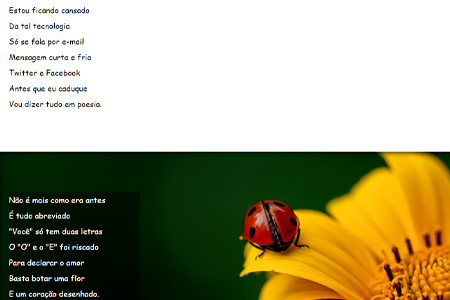 Estou ficando cansado
Da tal tecnologia
Só se fala por e-mail
Mensagem curta e fria
Twitter e Facebook
Antes que eu caduque
Vou dizer tudo em poesia.
Não é mais como era antes
É tudo abreviado
"Você" só tem duas letras
O "O" e o "E" foi riscado
Para declarar o amor
Basta botar uma flor
E um coração desenhado.